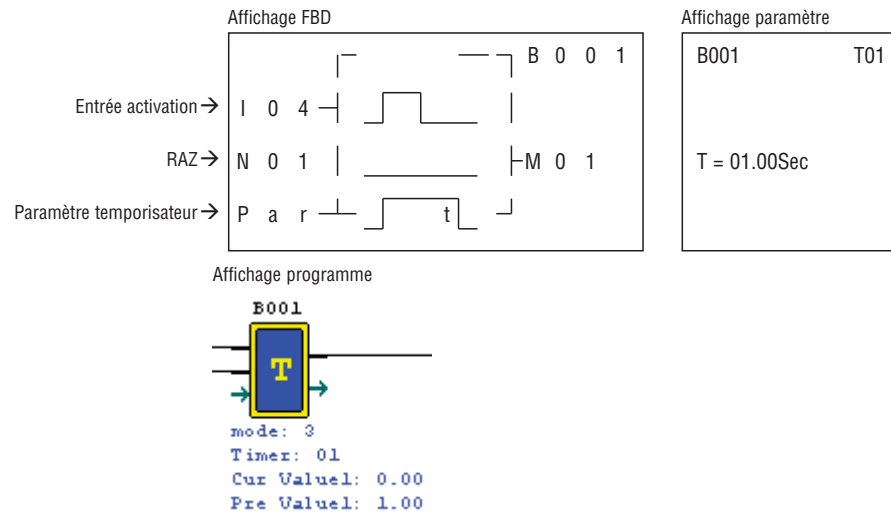 Affichage FBD
Affichage paramètre
B 0 0 1
B001 T01
Entrée activation → I 0 4
RAZ → N 0 1
M 0 1
T = 01.00Sec
Paramètre temporisateur → P a r
t
Affichage programme
B001
T
mode: 3
Timer: 01
Cur Value1: 0.00
Pre Value1: 1.00